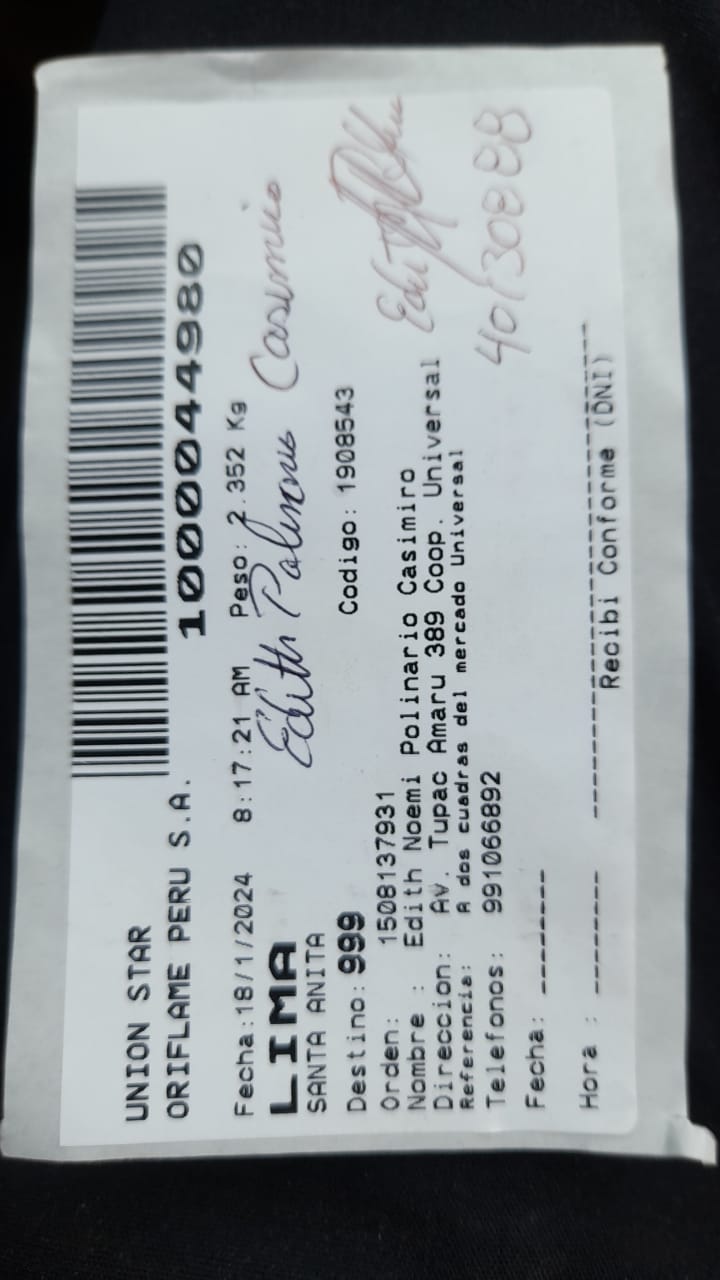 UNION STAR
ORIFLAME PERU S.A.
1000044980
Fecha:18/1/2024 8:17:21 AM Peso: 2.352 Kg
LIMA
Edith Polinario Casimiro
SANTA ANITA
Destino: 999 Codigo: 1908543
Orden: 1508137931
Nombre : Edith Noemi Polinario Casimiro
Direccion: Av. Tupac Amaru 389 Coop. Universal
Referencia: A dos cuadras del mercado Universal
Telefonos: 991066892
40130888
Fecha: --------
Hora : --------
Recibi Conforme (DNI)